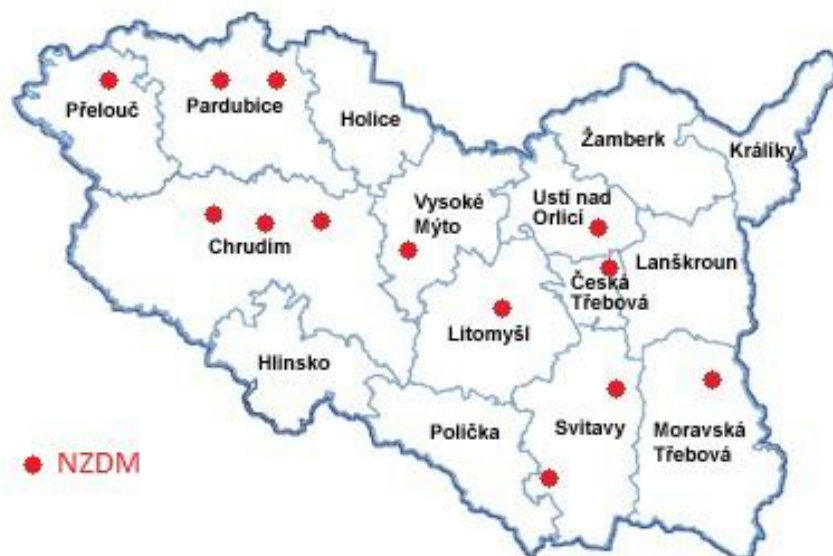 Přelouč
Pardubice
Holice
Žamberk
Králíky
Vysoké
Mýto
Ustí nad
Orlicí
Chrudim
Lanškroun
Česká
Třebová
Litomyšl
Hlinsko
Polička
Svitavy
Moravská
Třebová
NZDM